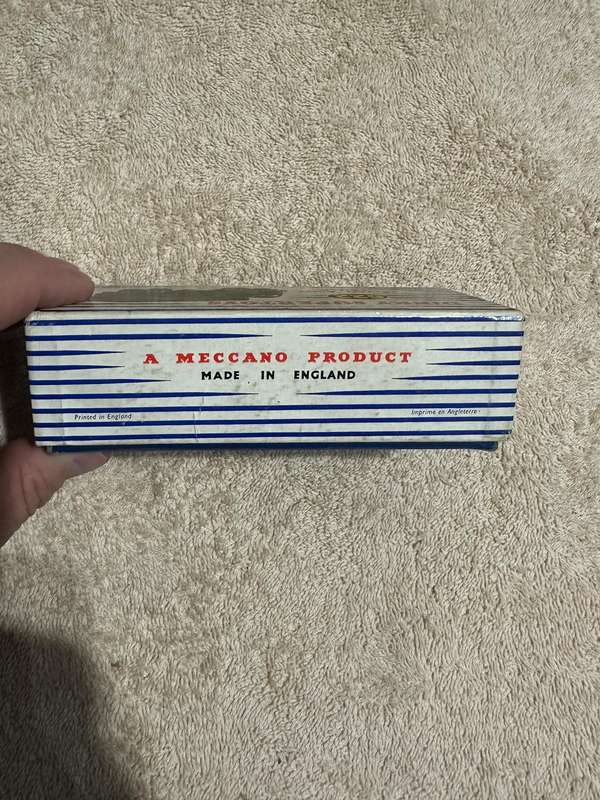 A MECCANO PRODUCT
MADE IN ENGLAND
Printed in England
Imprimé en Angleterre